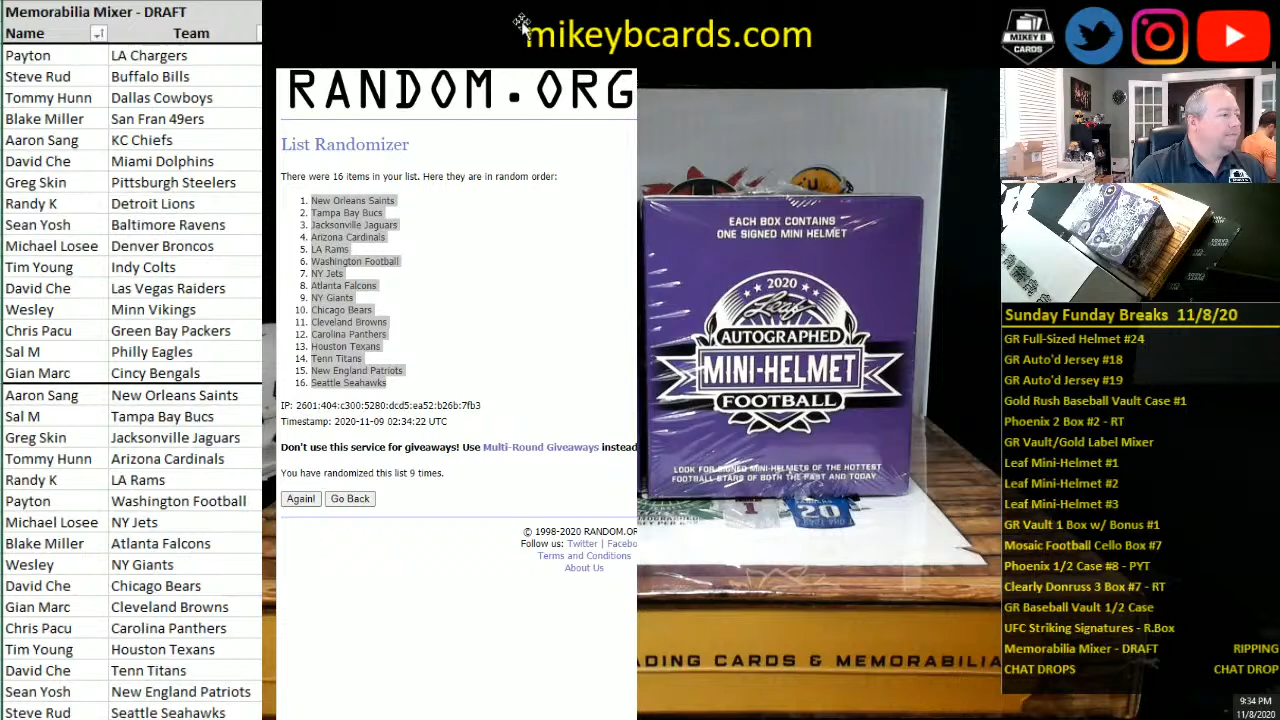 Memorabilia Mixer - DRAFT
Name Team
Payton LA Chargers
Steve Rud Buffalo Bills
Tommy Hunn Dallas Cowboys
Blake Miller San Fran 49ers
Aaron Sang KC Chiefs
David Che Miami Dolphins
Greg Skin Pittsburgh Steelers
Randy K Detroit Lions
Sean Yosh Baltimore Ravens
Michael Losee Denver Broncos
Tim Young Indy Colts
David Che Las Vegas Raiders
Wesley Minn Vikings
Chris Pacu Green Bay Packers
Sal M Philly Eagles
Gian Marc Cincy Bengals
Aaron Sang New Orleans Saints
Sal M Tampa Bay Bucs
Greg Skin Jacksonville Jaguars
Tommy Hunn Arizona Cardinals
Randy K LA Rams
Payton Washington Football
Michael Losee NY Jets
Blake Miller Atlanta Falcons
Wesley NY Giants
David Che Chicago Bears
Gian Marc Cleveland Browns
Chris Pacu Carolina Panthers
Tim Young Houston Texans
David Che Tenn Titans
Sean Yosh New England Patriots
Steve Rud Seattle Seahawks
mikeybcards.com
RANDOM.ORG
List Randomizer
There were 16 items in your list. Here they are in random order:
1. New Orleans Saints
2. Tampa Bay Bucs
3. Jacksonville Jaguars
4. Arizona Cardinals
5. LA Rams
6. Washington Football
7. NY Jets
8. Atlanta Falcons
9. NY Giants
10. Chicago Bears
11. Cleveland Browns
12. Carolina Panthers
13. Houston Texans
14. Tenn Titans
15. New England Patriots
16. Seattle Seahawks
IP: 2601:404:c300:5280:dcd5:ea52:b26b:7fb3
Timestamp: 2020-11-09 02:34:22 UTC
Don't use this service for giveaways! Use Multi-Round Giveaways instead
You have randomized this list 9 times.
Again! Go Back
© 1998-2020 RANDOM.OR
Follow us: Twitter | Facebo
Terms and Conditions
About Us
EACH BOX CONTAINS
ONE SIGNED MINI HELMET
2020
Leaf
AUTOGRAPHED
MINI-HELMET
FOOTBALL
LOOK FOR SIGNED MINI-HELMETS OF THE HOTTEST
FOOTBALL STARS OF BOTH THE PAST AND TODAY
20
ADING CARDS & MEMORABILIA
MIKEY B
CARDS
Sunday Funday Breaks 11/8/20
GR Full-Sized Helmet #24
GR Auto'd Jersey #18
GR Auto'd Jersey #19
Gold Rush Baseball Vault Case #1
Phoenix 2 Box #2 - RT
GR Vault/Gold Label Mixer
Leaf Mini-Helmet #1
Leaf Mini-Helmet #2
Leaf Mini-Helmet #3
GR Vault 1 Box w/ Bonus #1
Mosaic Football Cello Box #7
Phoenix 1/2 Case #8 - PYT
Clearly Donruss 3 Box #7 - RT
GR Baseball Vault 1/2 Case
UFC Striking Signatures - R.Box
Memorabilia Mixer - DRAFT RIPPING
CHAT DROPS CHAT DROP
9:34 PM
11/8/2020